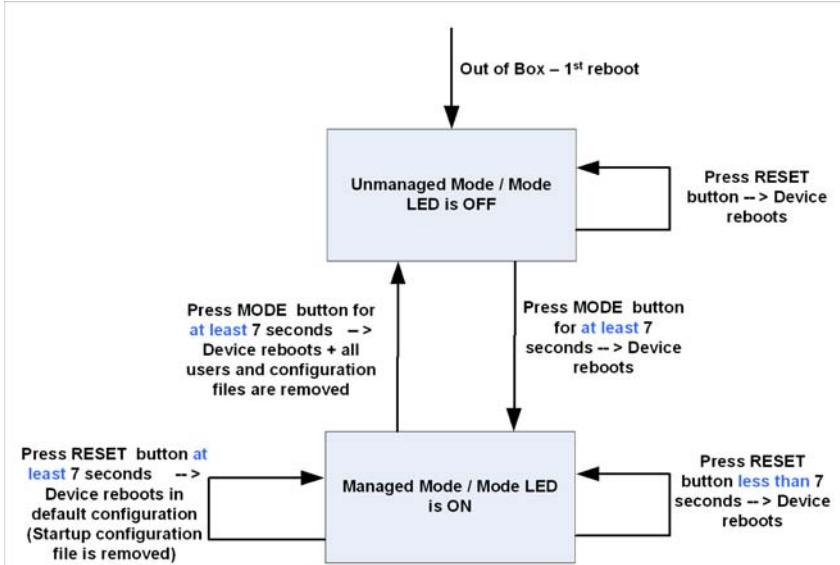 Out of Box – 1st reboot
Unmanaged Mode / Mode
LED is OFF
Press RESET
button -- > Device
reboots
Press MODE button for
at least 7 seconds -- >
Device reboots + all
users and configuration
files are removed
Press MODE button
for at least 7
seconds -- > Device
reboots
Press RESET button at
least 7 seconds -- >
Device reboots in
default configuration
(Startup configuration
file is removed)
Managed Mode / Mode LED
is ON
Press RESET
button less than 7
seconds -- > Device
reboots